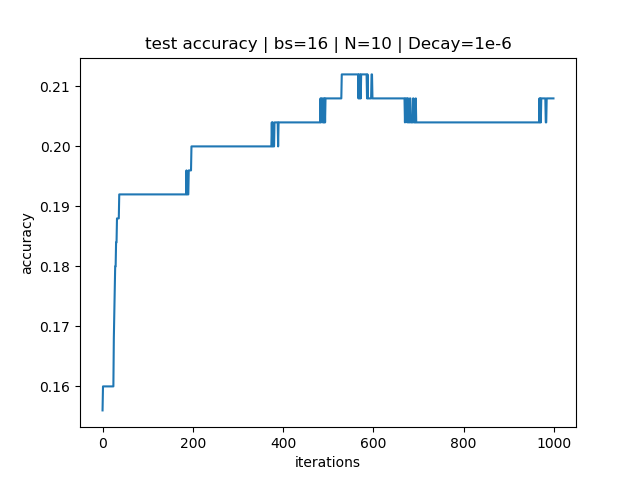 test accuracy | bs=16 | N=10 | Decay=1e-6
0.21
0.20
0.19
0.18
0.17
0.16
accuracy
0 200 400 600 800 1000
iterations